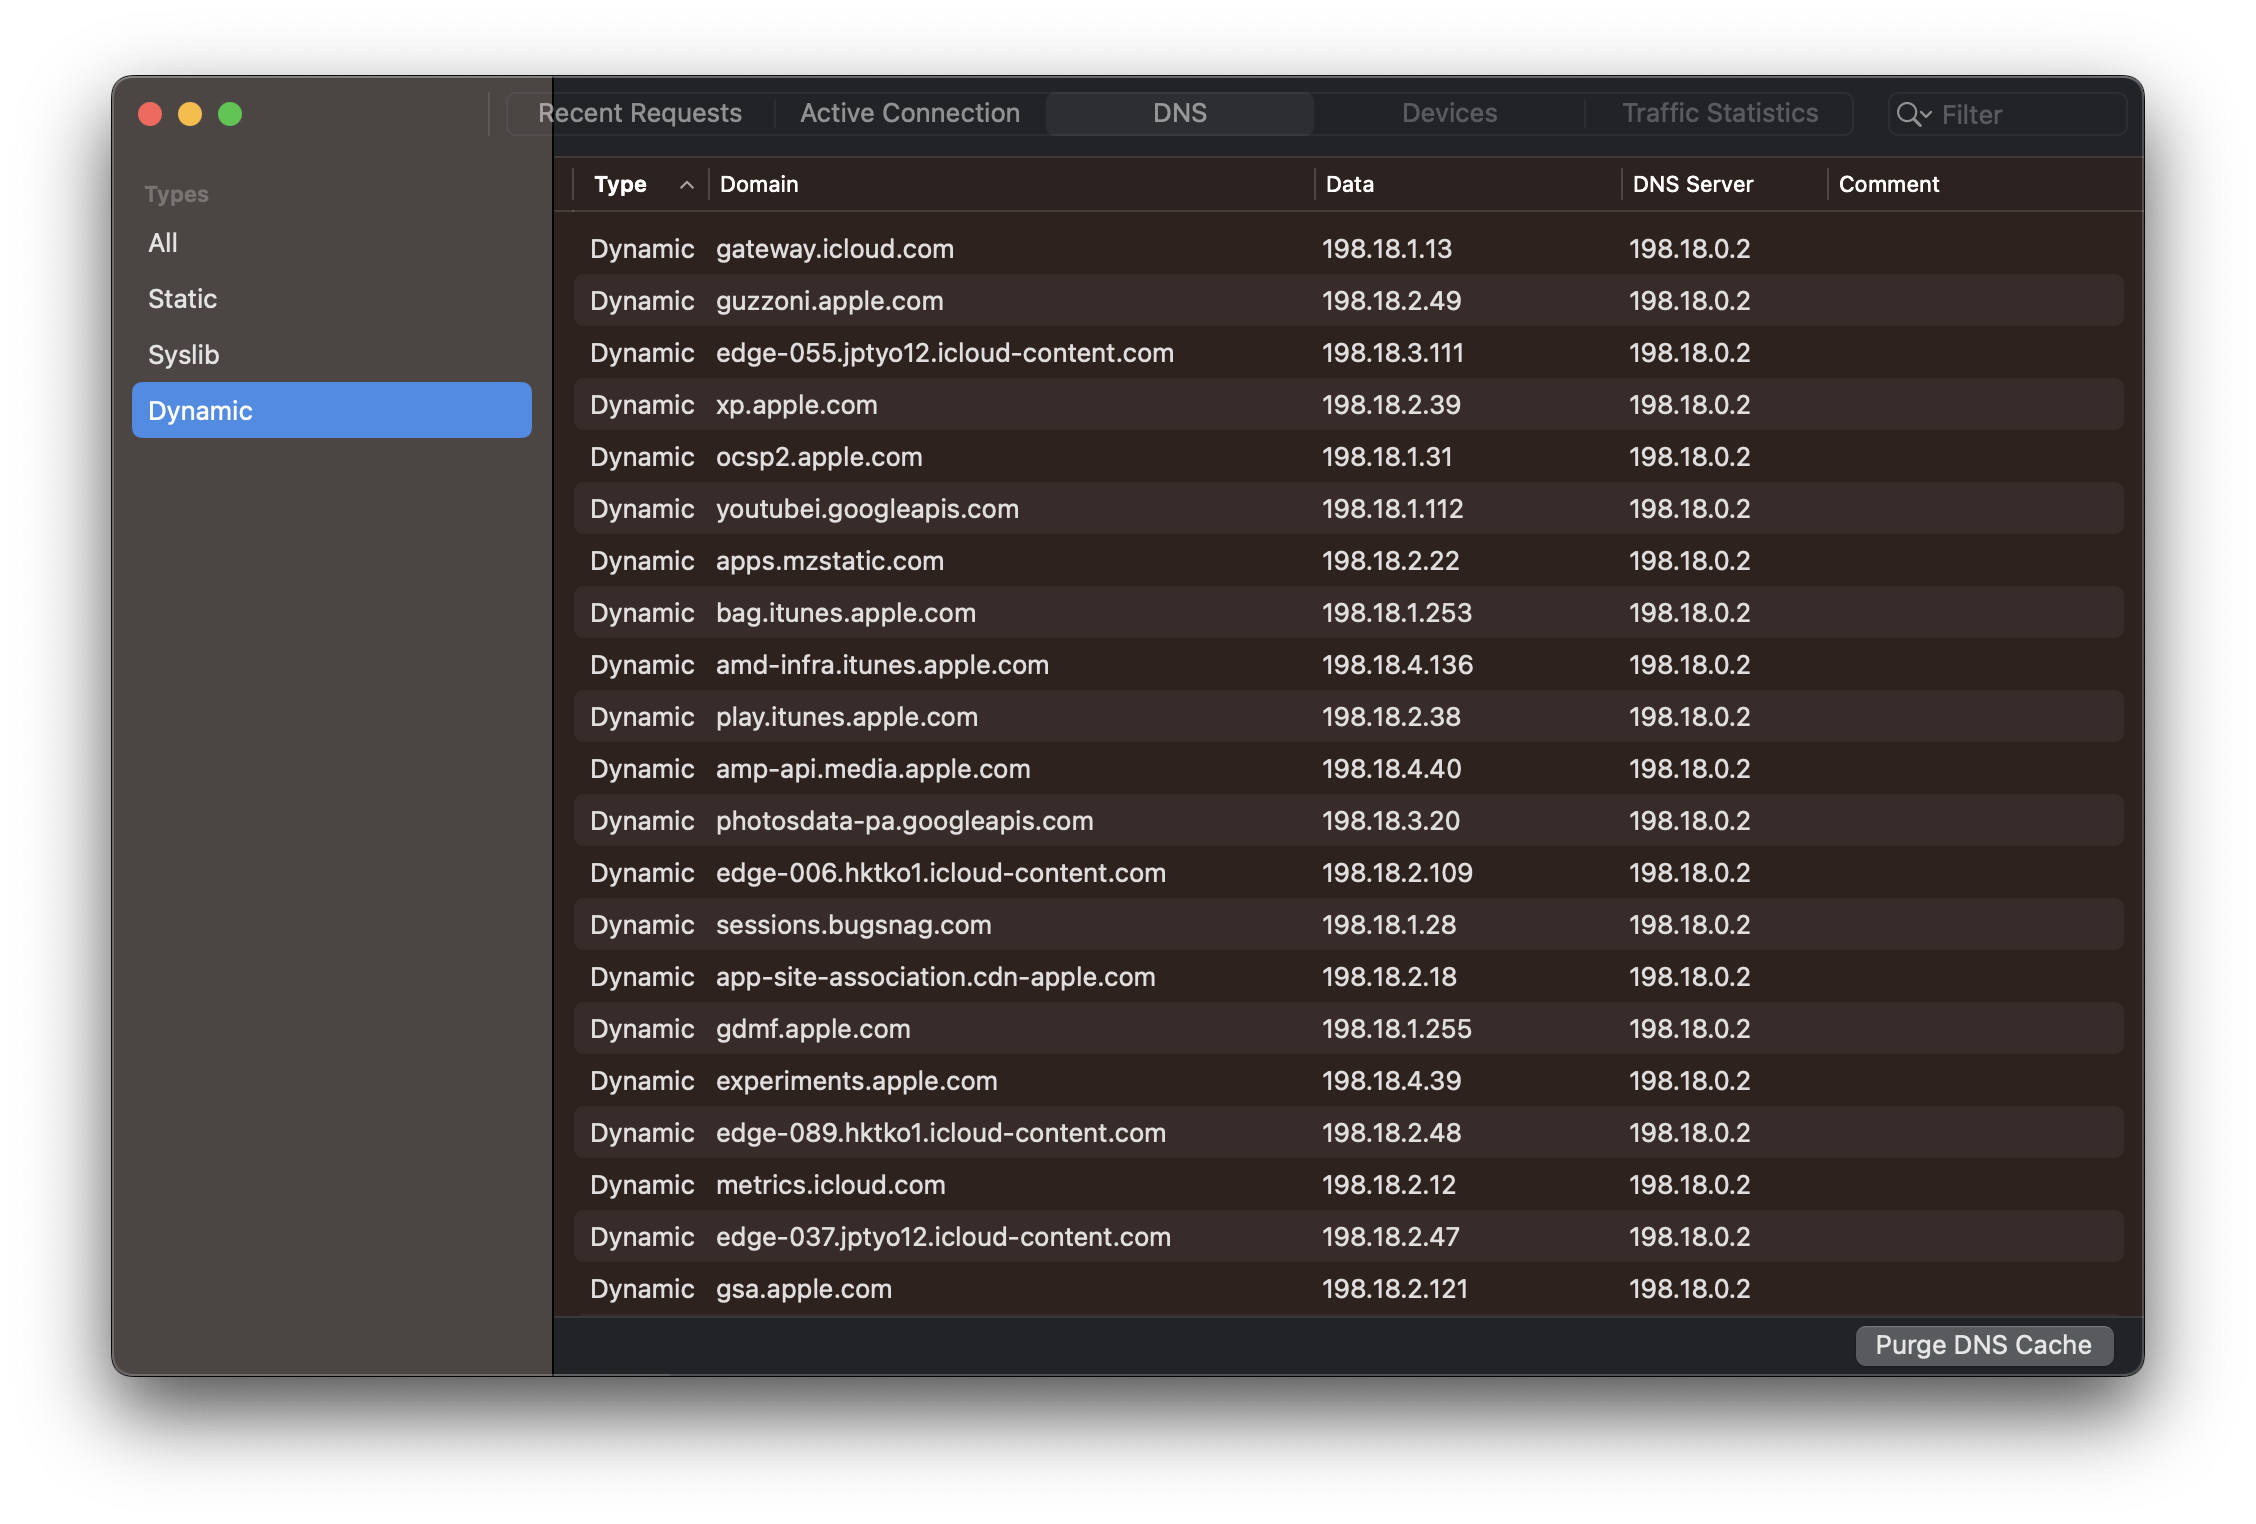 Recent Requests Active Connection DNS Devices Traffic Statistics Filter
Types
All
Static
Syslib
Dynamic
Type Domain Data DNS Server Comment
Dynamic gateway.icloud.com 198.18.1.13 198.18.0.2
Dynamic guzzoni.apple.com 198.18.2.49 198.18.0.2
Dynamic edge-055.jptyo12.icloud-content.com 198.18.3.111 198.18.0.2
Dynamic xp.apple.com 198.18.2.39 198.18.0.2
Dynamic ocsp2.apple.com 198.18.1.31 198.18.0.2
Dynamic youtubei.googleapis.com 198.18.1.112 198.18.0.2
Dynamic apps.mzstatic.com 198.18.2.22 198.18.0.2
Dynamic bag.itunes.apple.com 198.18.1.253 198.18.0.2
Dynamic amd-infra.itunes.apple.com 198.18.4.136 198.18.0.2
Dynamic play.itunes.apple.com 198.18.2.38 198.18.0.2
Dynamic amp-api.media.apple.com 198.18.4.40 198.18.0.2
Dynamic photosdata-pa.googleapis.com 198.18.3.20 198.18.0.2
Dynamic edge-006.hktko1.icloud-content.com 198.18.2.109 198.18.0.2
Dynamic sessions.bugsnag.com 198.18.1.28 198.18.0.2
Dynamic app-site-association.cdn-apple.com 198.18.2.18 198.18.0.2
Dynamic gdmf.apple.com 198.18.1.255 198.18.0.2
Dynamic experiments.apple.com 198.18.4.39 198.18.0.2
Dynamic edge-089.hktko1.icloud-content.com 198.18.2.48 198.18.0.2
Dynamic metrics.icloud.com 198.18.2.12 198.18.0.2
Dynamic edge-037.jptyo12.icloud-content.com 198.18.2.47 198.18.0.2
Dynamic gsa.apple.com 198.18.2.121 198.18.0.2
Purge DNS Cache